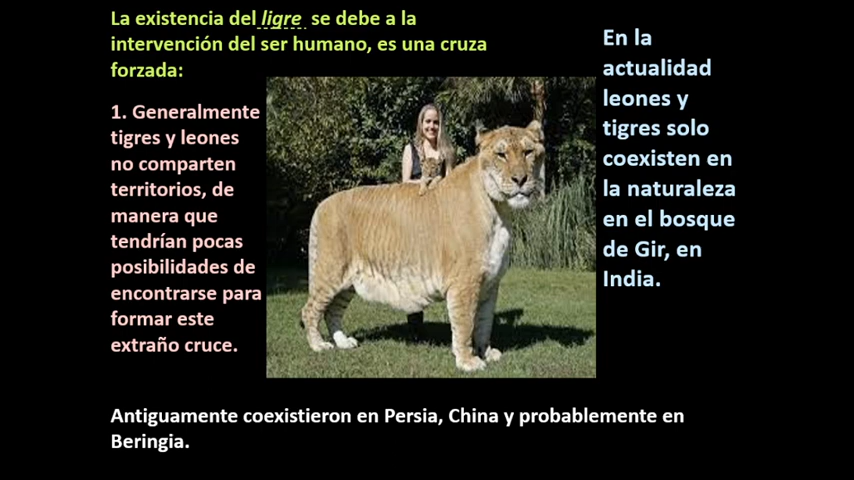 La existencia del ligre se debe a la
intervención del ser humano, es una cruza
forzada:
1. Generalmente
tigres y leones
no comparten
territorios, de
manera que
tendrían pocas
posibilidades de
encontrarse para
formar este
extraño cruce.
En la
actualidad
leones y
tigres solo
coexisten en
la naturaleza
en el bosque
de Gir, en
India.
Antiguamente coexistieron en Persia, China y probablemente en
Beringia.